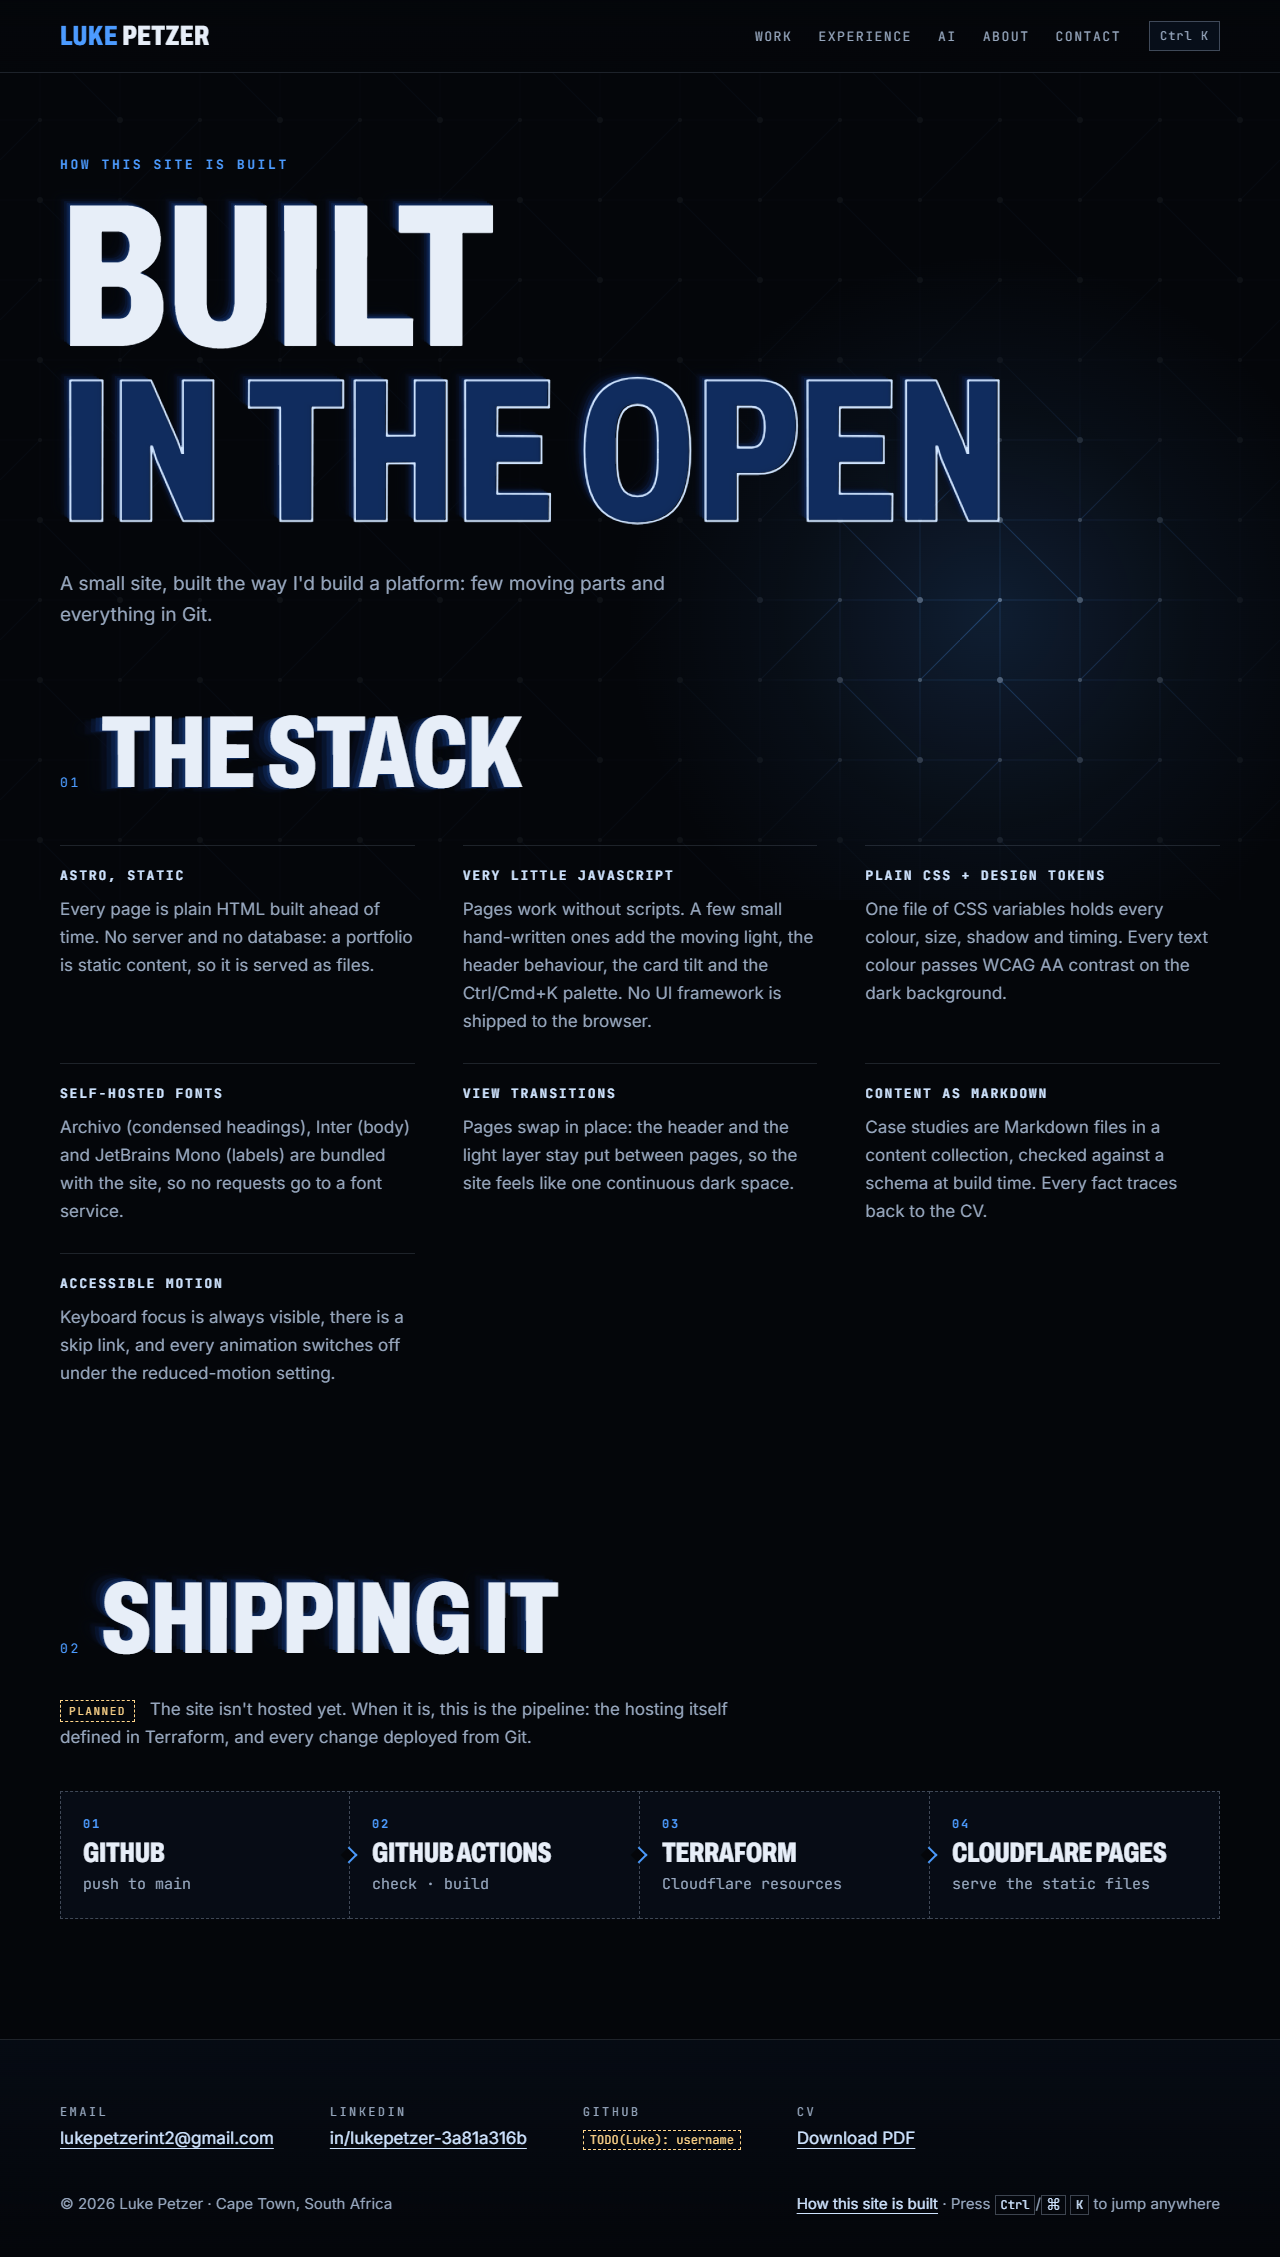 LUKE PETZER
WORK EXPERIENCE AI ABOUT CONTACT Ctrl K
HOW THIS SITE IS BUILT
BUILT
IN THE OPEN
A small site, built the way I'd build a platform: few moving parts and
everything in Git.
01 THE STACK
ASTRO, STATIC
Every page is plain HTML built ahead of
time. No server and no database: a portfolio
is static content, so it is served as files.
VERY LITTLE JAVASCRIPT
Pages work without scripts. A few small
hand-written ones add the moving light, the
header behaviour, the card tilt and the
Ctrl/Cmd+K palette. No UI framework is
shipped to the browser.
PLAIN CSS + DESIGN TOKENS
One file of CSS variables holds every
colour, size, shadow and timing. Every text
colour passes WCAG AA contrast on the
dark background.
SELF-HOSTED FONTS
Archivo (condensed headings), Inter (body)
and JetBrains Mono (labels) are bundled
with the site, so no requests go to a font
service.
VIEW TRANSITIONS
Pages swap in place: the header and the
light layer stay put between pages, so the
site feels like one continuous dark space.
CONTENT AS MARKDOWN
Case studies are Markdown files in a
content collection, checked against a
schema at build time. Every fact traces
back to the CV.
ACCESSIBLE MOTION
Keyboard focus is always visible, there is a
skip link, and every animation switches off
under the reduced-motion setting.
02 SHIPPING IT
PLANNED The site isn't hosted yet. When it is, this is the pipeline: the hosting itself
defined in Terraform, and every change deployed from Git.
01
GITHUB
push to main
02
GITHUB ACTIONS
check · build
03
TERRAFORM
Cloudflare resources
04
CLOUDFLARE PAGES
serve the static files
EMAIL
lukepetzerint2@gmail.com
LINKEDIN
in/lukepetzer-3a81a316b
GITHUB
TODO(Luke): username
CV
Download PDF
© 2026 Luke Petzer · Cape Town, South Africa
How this site is built · Press Ctrl/⌘ K to jump anywhere